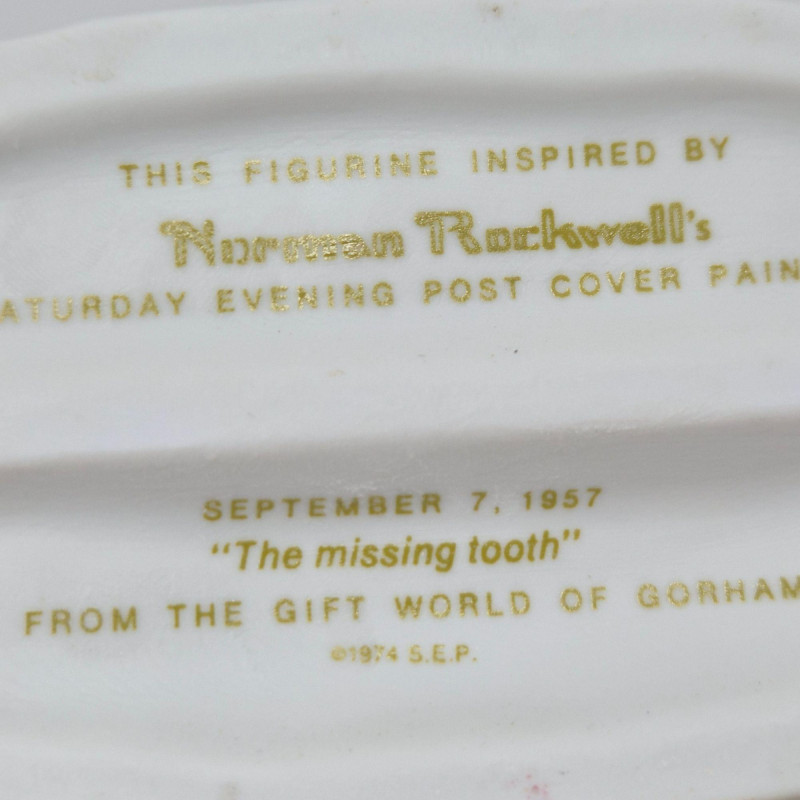 THIS FIGURINE INSPIRED BY
Norman Rockwell's
ATURDAY EVENING POST COVER PAIN
SEPTEMBER 7, 1957
"The missing tooth"
FROM THE GIFT WORLD OF GORHAM
©1974 S.E.P.